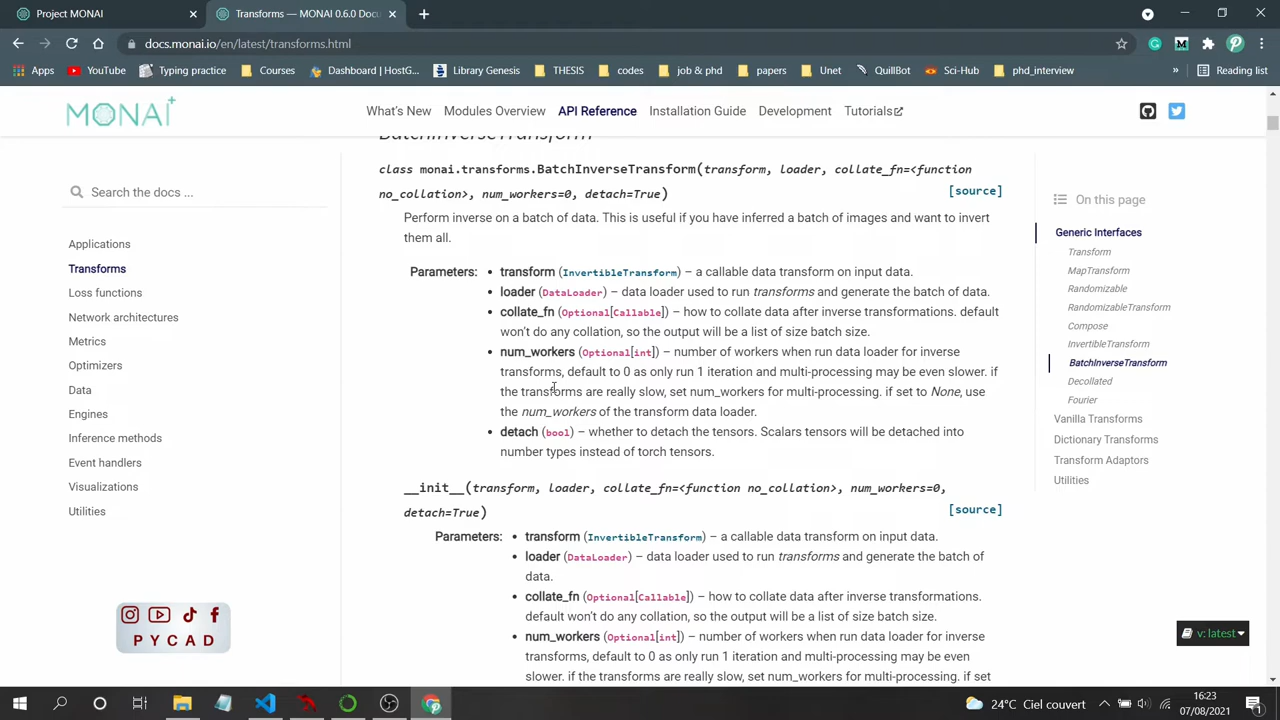 Project MONAI
Transforms — MONAI 0.6.0 Docu
docs.monai.io/en/latest/transforms.html
Apps
YouTube
Typing practice
Courses
Dashboard | HostG...
Library Genesis
THESIS
codes
job & phd
papers
Unet
QuillBot
Sci-Hub
phd_interview
»
Reading list
MONAI
What's New
Modules Overview
API Reference
Installation Guide
Development
Tutorials
Search the docs ...
Applications
Transforms
Loss functions
Network architectures
Metrics
Optimizers
Data
Engines
Inference methods
Event handlers
Visualizations
Utilities
PYCAD
BatchInverseTransform
class monai.transforms.BatchInverseTransform(transform, loader, collate_fn=<function
no_collation>, num_workers=0, detach=True)
[source]
Perform inverse on a batch of data. This is useful if you have inferred a batch of images and want to invert
them all.
Parameters: • transform (InvertibleTransform) – a callable data transform on input data.
• loader (DataLoader) – data loader used to run transforms and generate the batch of data.
• collate_fn (Optional[Callable]) – how to collate data after inverse transformations. default
won't do any collation, so the output will be a list of size batch size.
• num_workers (Optional[int]) – number of workers when run data loader for inverse
transforms, default to 0 as only run 1 iteration and multi-processing may be even slower. if
the transforms are really slow, set num_workers for multi-processing. if set to None, use
the num_workers of the transform data loader.
• detach (bool) – whether to detach the tensors. Scalars tensors will be detached into
number types instead of torch tensors.
__init__(transform, loader, collate_fn=<function no_collation>, num_workers=0,
detach=True)
[source]
Parameters: • transform (InvertibleTransform) – a callable data transform on input data.
• loader (DataLoader) – data loader used to run transforms and generate the batch of
data.
• collate_fn (Optional[Callable]) – how to collate data after inverse transformations.
default won't do any collation, so the output will be a list of size batch size.
• num_workers (Optional[int]) – number of workers when run data loader for inverse
transforms, default to 0 as only run 1 iteration and multi-processing may be even
slower. if the transforms are really slow, set num_workers for multi-processing. if set
On this page
Generic Interfaces
Transform
MapTransform
Randomizable
RandomizableTransform
Compose
InvertibleTransform
BatchInverseTransform
Decollated
Fourier
Vanilla Transforms
Dictionary Transforms
Transform Adaptors
Utilities
v: latest
24°C Ciel couvert
16:23
07/08/2021